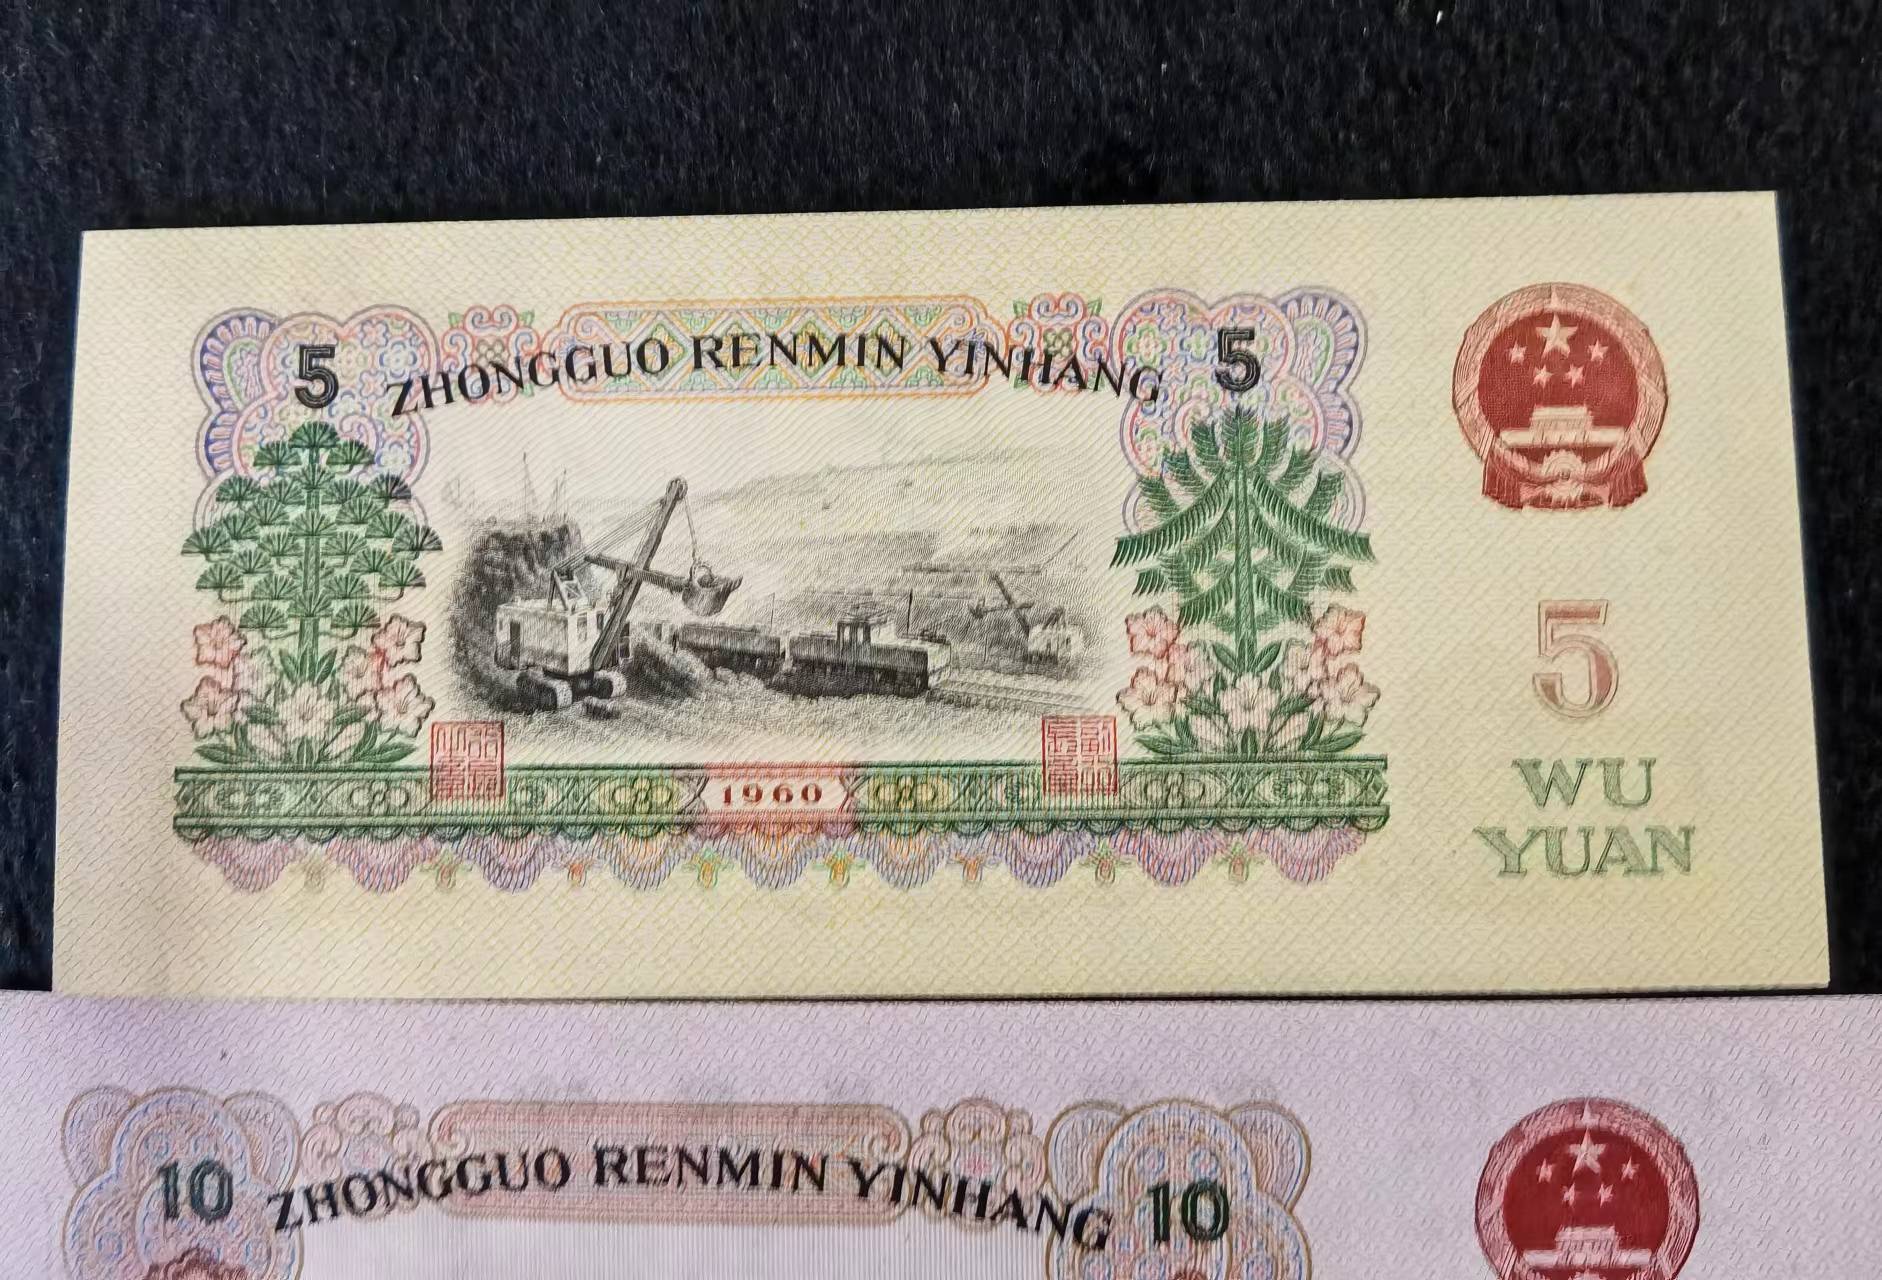 5 ZHONGGUO RENMIN YINHANG 5
5
1960
WU
YUAN
10 ZHONGGUO RENMIN YINHANG 10